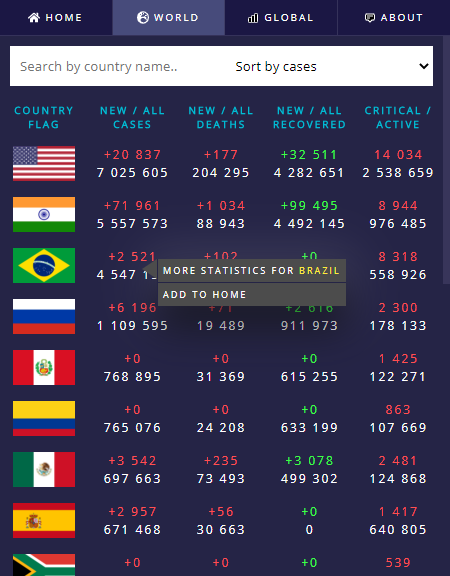 HOME WORLD GLOBAL ABOUT
Search by country name.. Sort by cases
COUNTRY NEW / ALL NEW / ALL NEW / ALL CRITICAL /
FLAG CASES DEATHS RECOVERED ACTIVE
+20 837 +177 +32 511 14 034
7 025 605 204 295 4 282 651 2 538 659
+71 961 +1 034 +99 495 8 944
5 557 573 88 943 4 492 145 976 485
+2 521 +102 +0 8 318
4 547 558 926
MORE STATISTICS FOR BRAZIL
ADD TO HOME
+6 196 +71 +2 616 2 300
1 109 595 19 489 911 973 178 133
+0 +0 +0 1 425
768 895 31 369 615 255 122 271
+0 +0 +0 863
765 076 24 208 633 199 107 669
+3 542 +235 +3 078 2 481
697 663 73 493 499 302 124 868
+2 957 +56 +0 1 417
671 468 30 663 0 640 805
+0 +0 +0 539